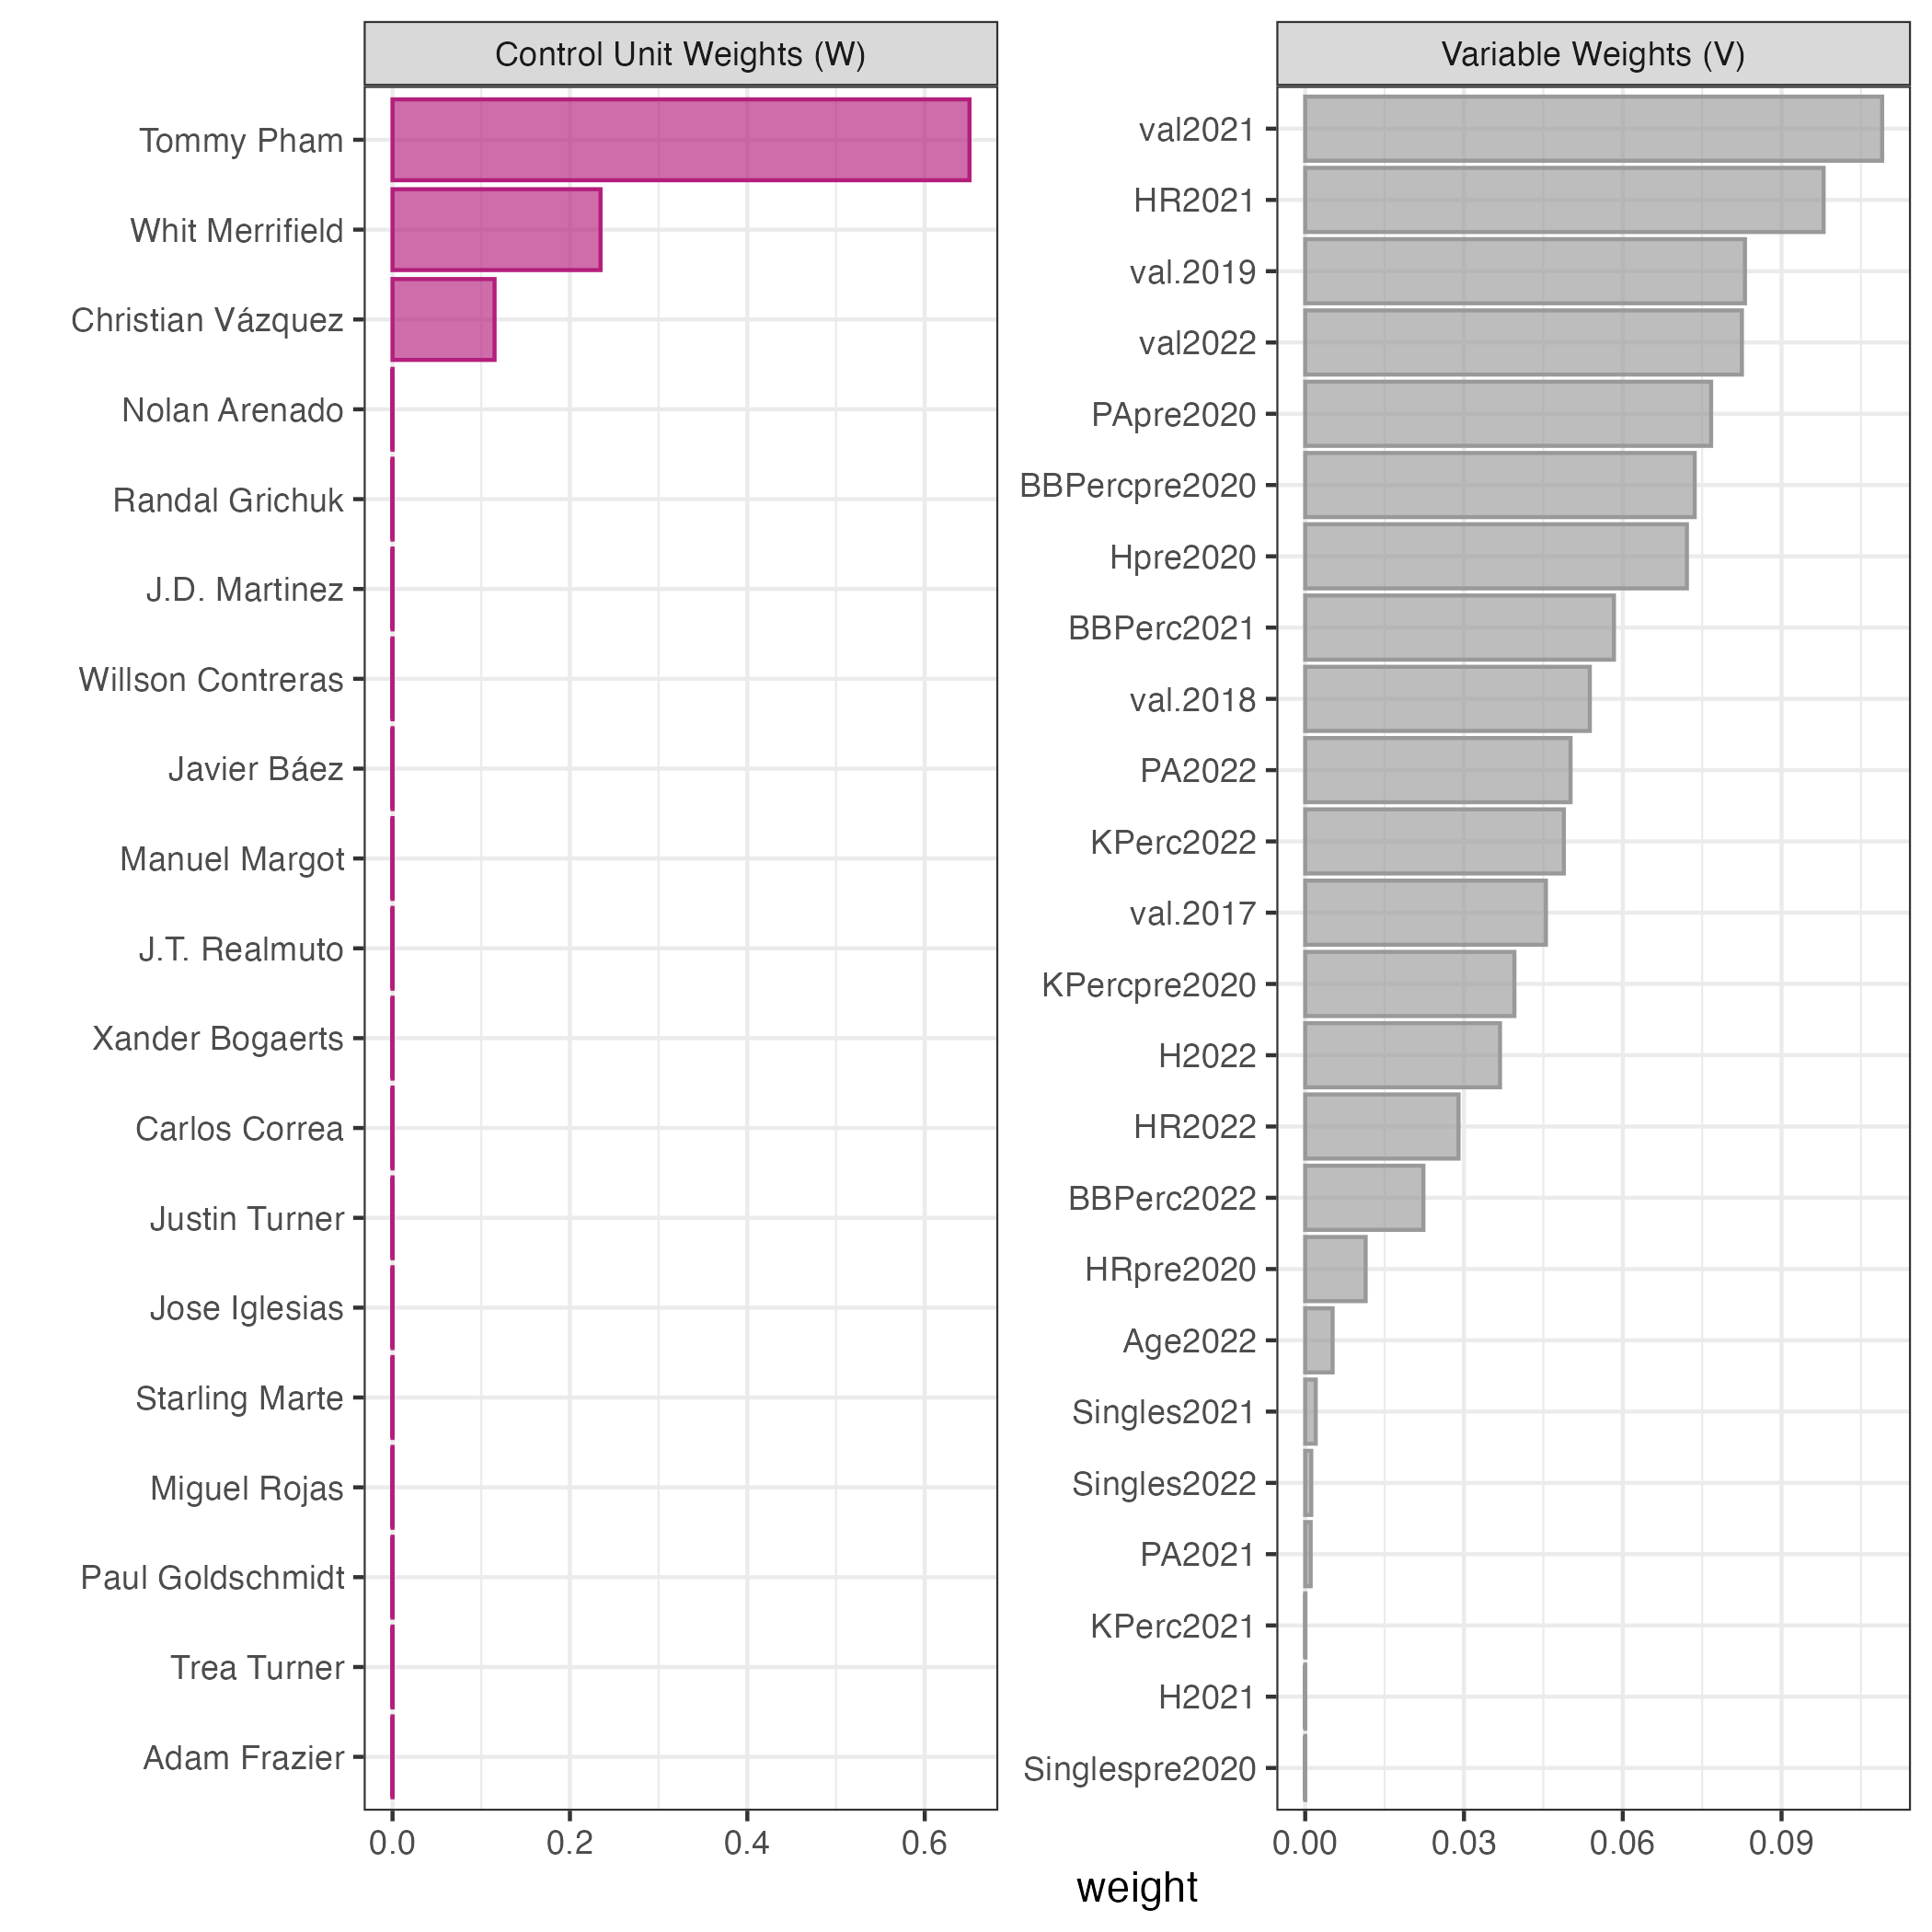 Control Unit Weights (W)
Tommy Pham
Whit Merrifield
Christian Vázquez
Nolan Arenado
Randal Grichuk
J.D. Martinez
Willson Contreras
Javier Báez
Manuel Margot
J.T. Realmuto
Xander Bogaerts
Carlos Correa
Justin Turner
Jose Iglesias
Starling Marte
Miguel Rojas
Paul Goldschmidt
Trea Turner
Adam Frazier
0.0 0.2 0.4 0.6
Variable Weights (V)
val2021
HR2021
val.2019
val2022
PApre2020
BBPercpre2020
Hpre2020
BBPerc2021
val.2018
PA2022
KPerc2022
val.2017
KPercpre2020
H2022
HR2022
BBPerc2022
HRpre2020
Age2022
Singles2021
Singles2022
PA2021
KPerc2021
H2021
Singlespre2020
0.00 0.03 0.06 0.09
weight